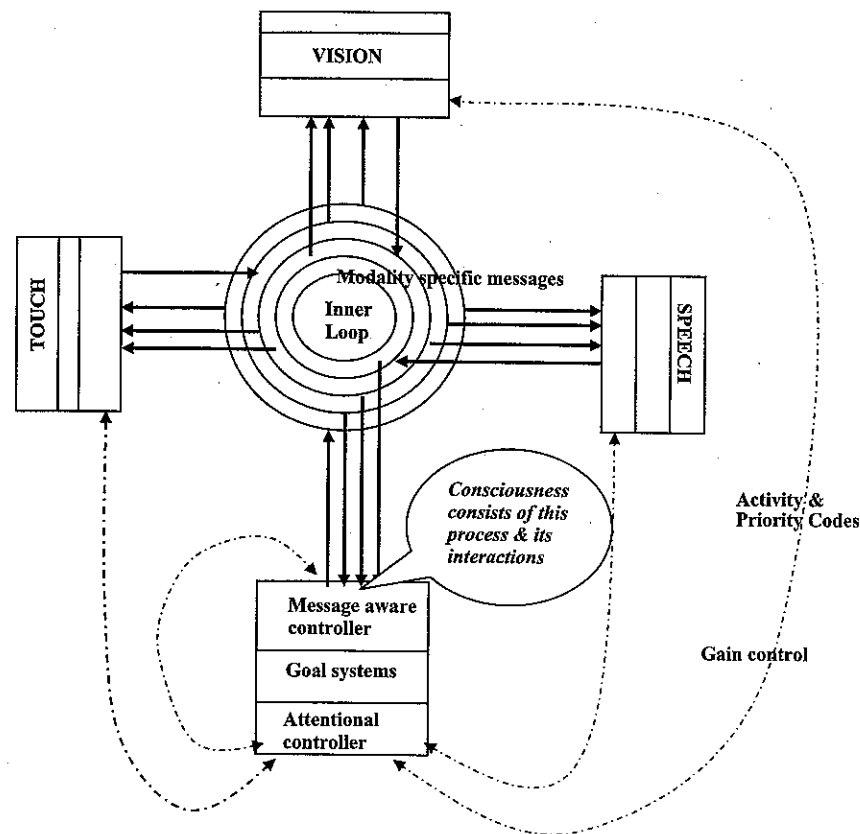 VISION
Modality specific messages
TOUCH
Inner
Loop
SPEECH
Consciousness
consists of this
process & its
interactions
Activity &
Priority Codes
Message aware
controller
Goal systems
Gain control
Attentional
controller